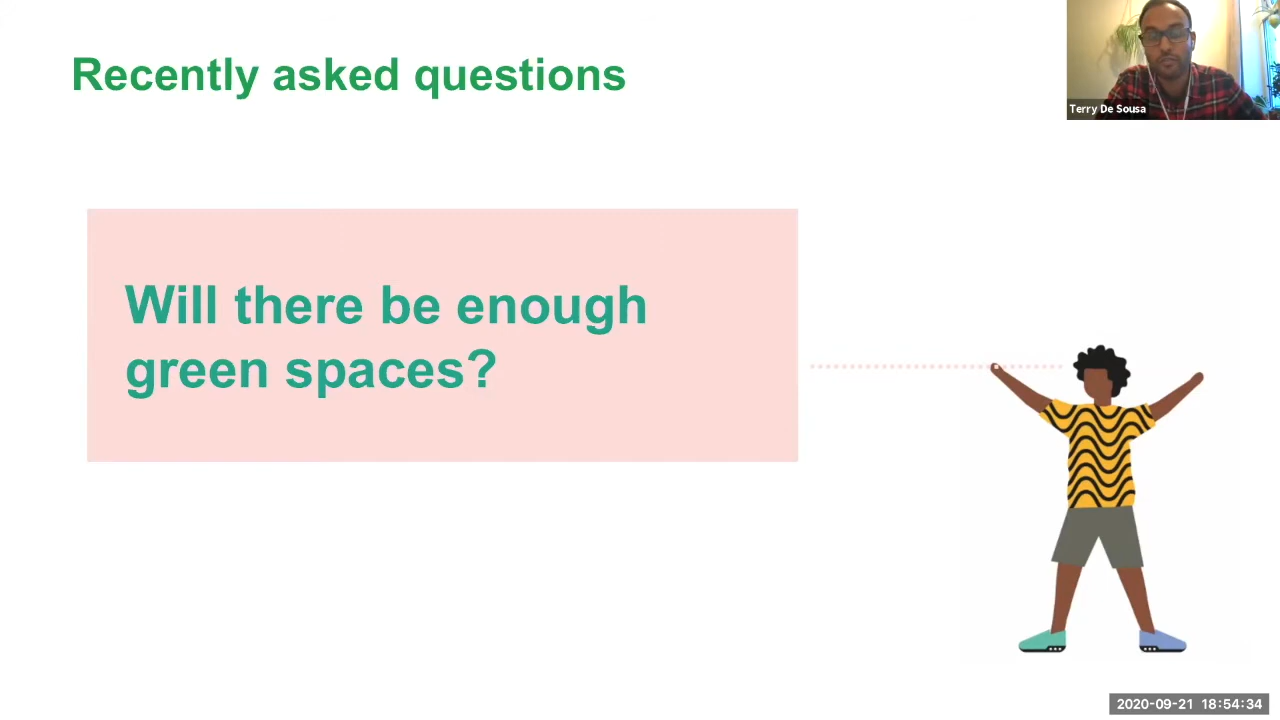 Recently asked questions
Terry De Sousa
Will there be enough
green spaces?
2020-09-21 18:54:34